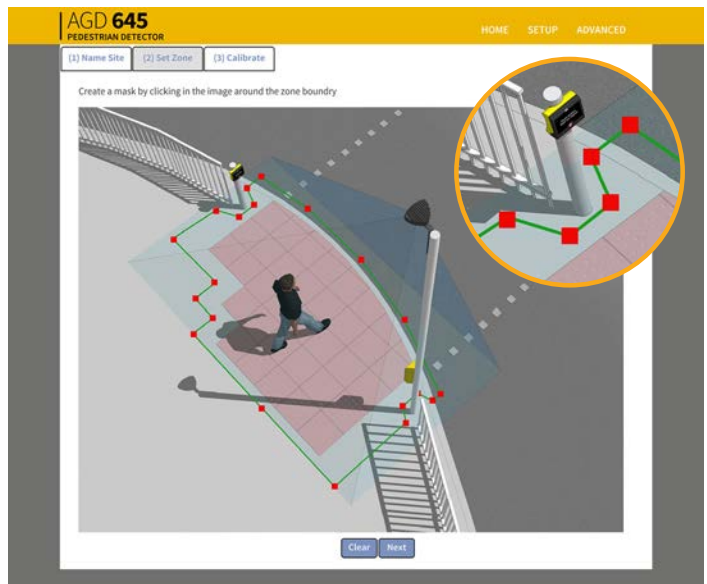 AGD 645
PEDESTRIAN DETECTOR
HOME SETUP ADVANCED
(1) Name Site (2) Set Zone (3) Calibrate
Create a mask by clicking in the image around the zone boundry
Clear Next